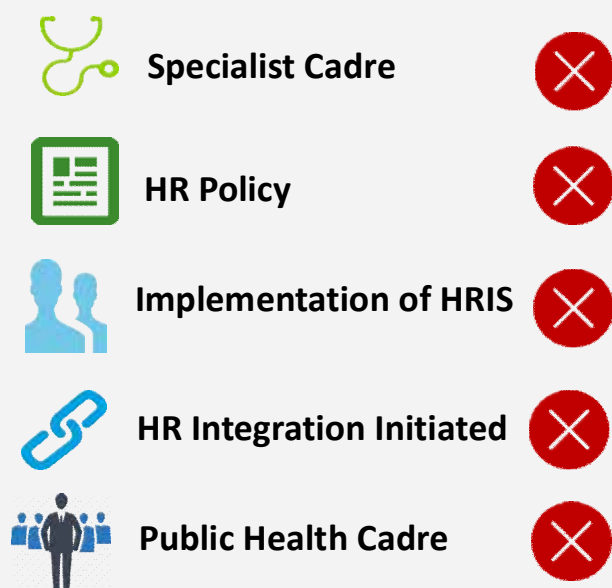 Specialist Cadre
HR Policy
Implementation of HRIS
HR Integration Initiated
Public Health Cadre